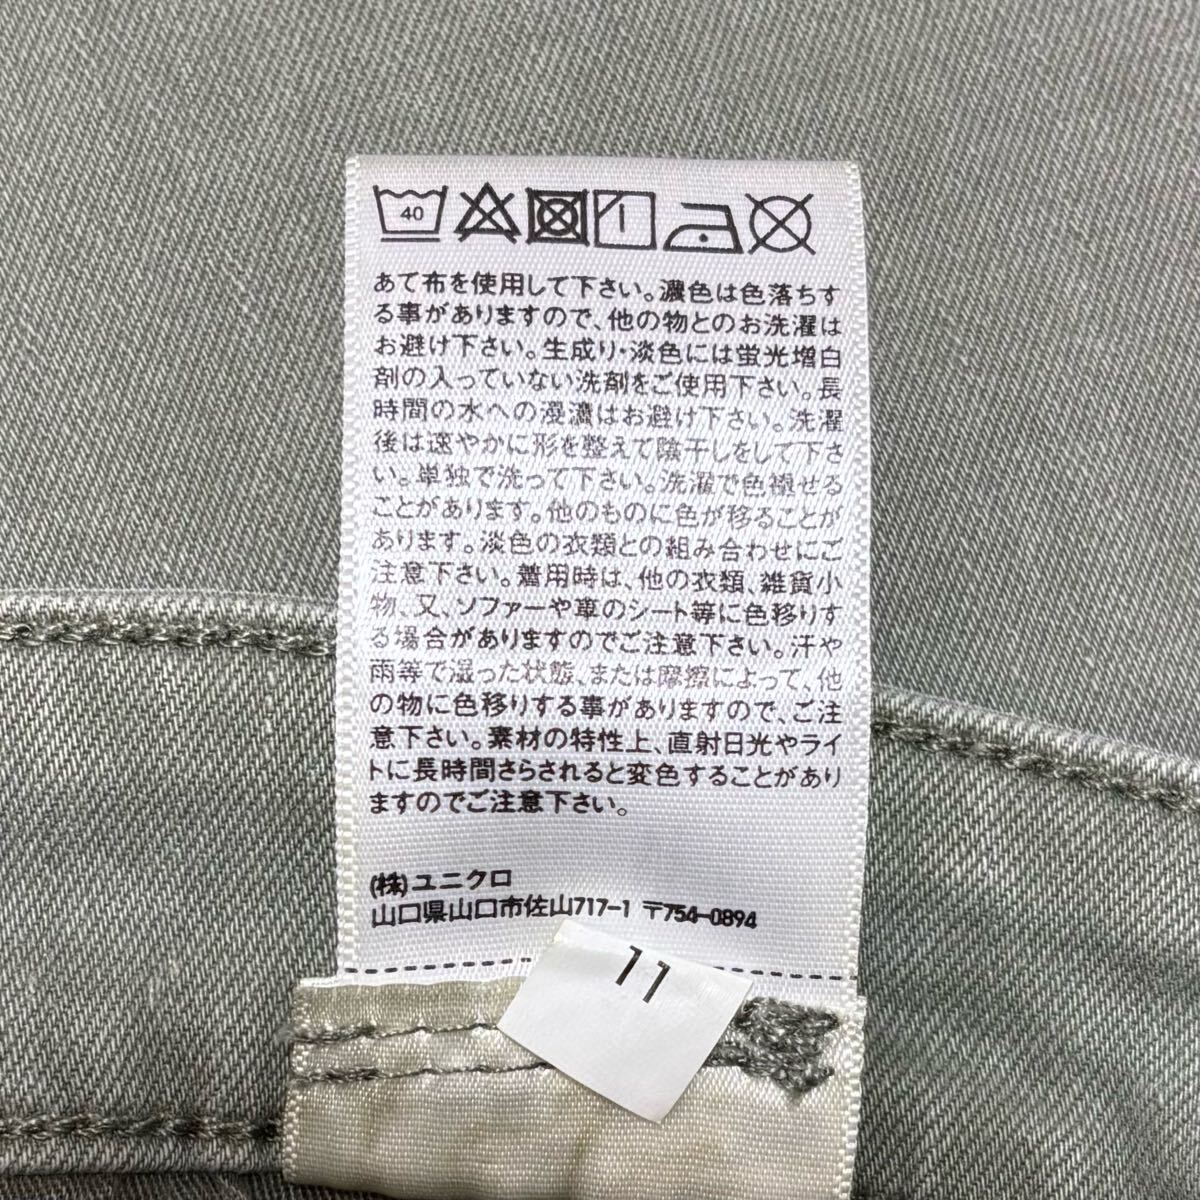 40
あて布を使用して下さい。濃色は色落ちす
る事がありますので、他の物とのお洗濯は
お避け下さい。生成り・淡色には蛍光増白
剤の入っていない洗剤をご使用下さい。長
時間の水への浸漬はお避け下さい。洗濯
後は速やかに形を整えて陰干しをして下さ
い。単独で洗って下さい。洗濯で色褪せる
ことがあります。他のものに色が移ることが
あります。淡色の衣類との組み合わせにご
注意下さい。着用時は、他の衣類、雑貨小
物、又、ソファーや車のシート等に色移りす
る場合がありますのでご注意下さい。汗や
雨等で湿った状態、または摩擦によって、他
の物に色移りする事がありますので、ご注
意下さい。素材の特性上、直射日光やライ
トに長時間さらされると変色することがあり
ますのでご注意下さい。
(株)ユニクロ
山口県山口市佐山717-1 〒754-0894
11